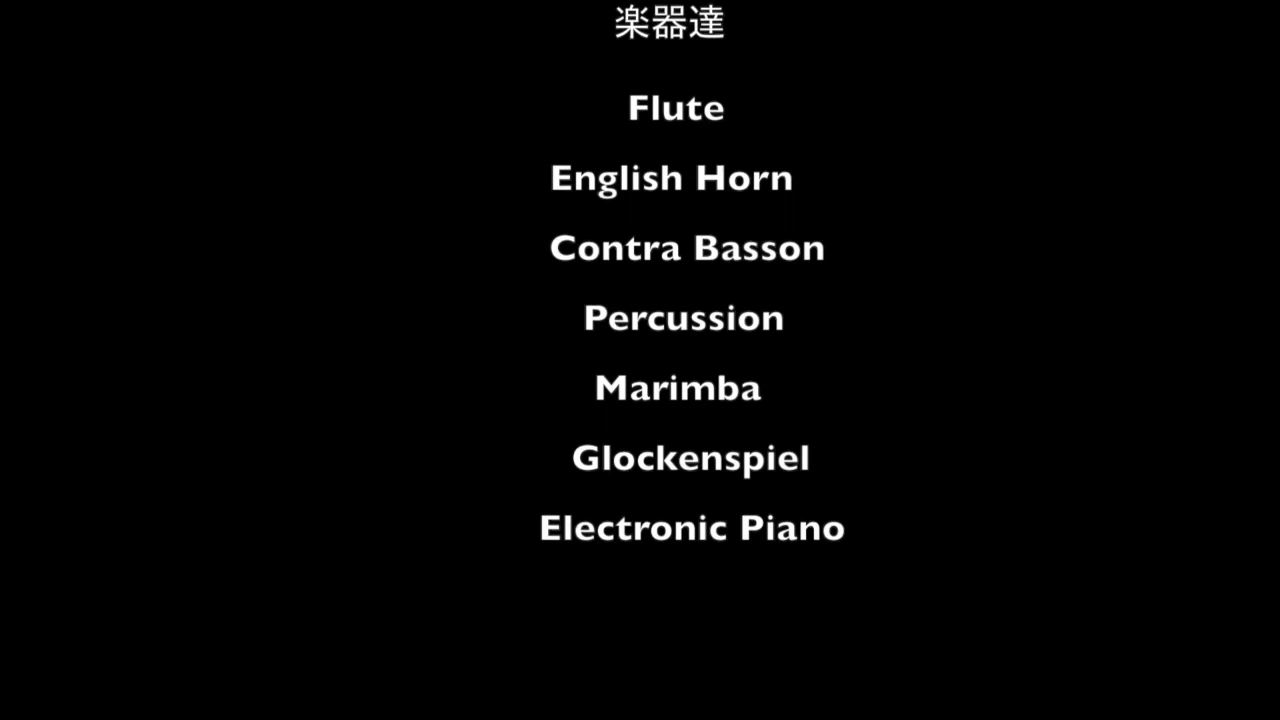 楽器達
Flute
English Horn
Contra Basson
Percussion
Marimba
Glockenspiel
Electronic Piano